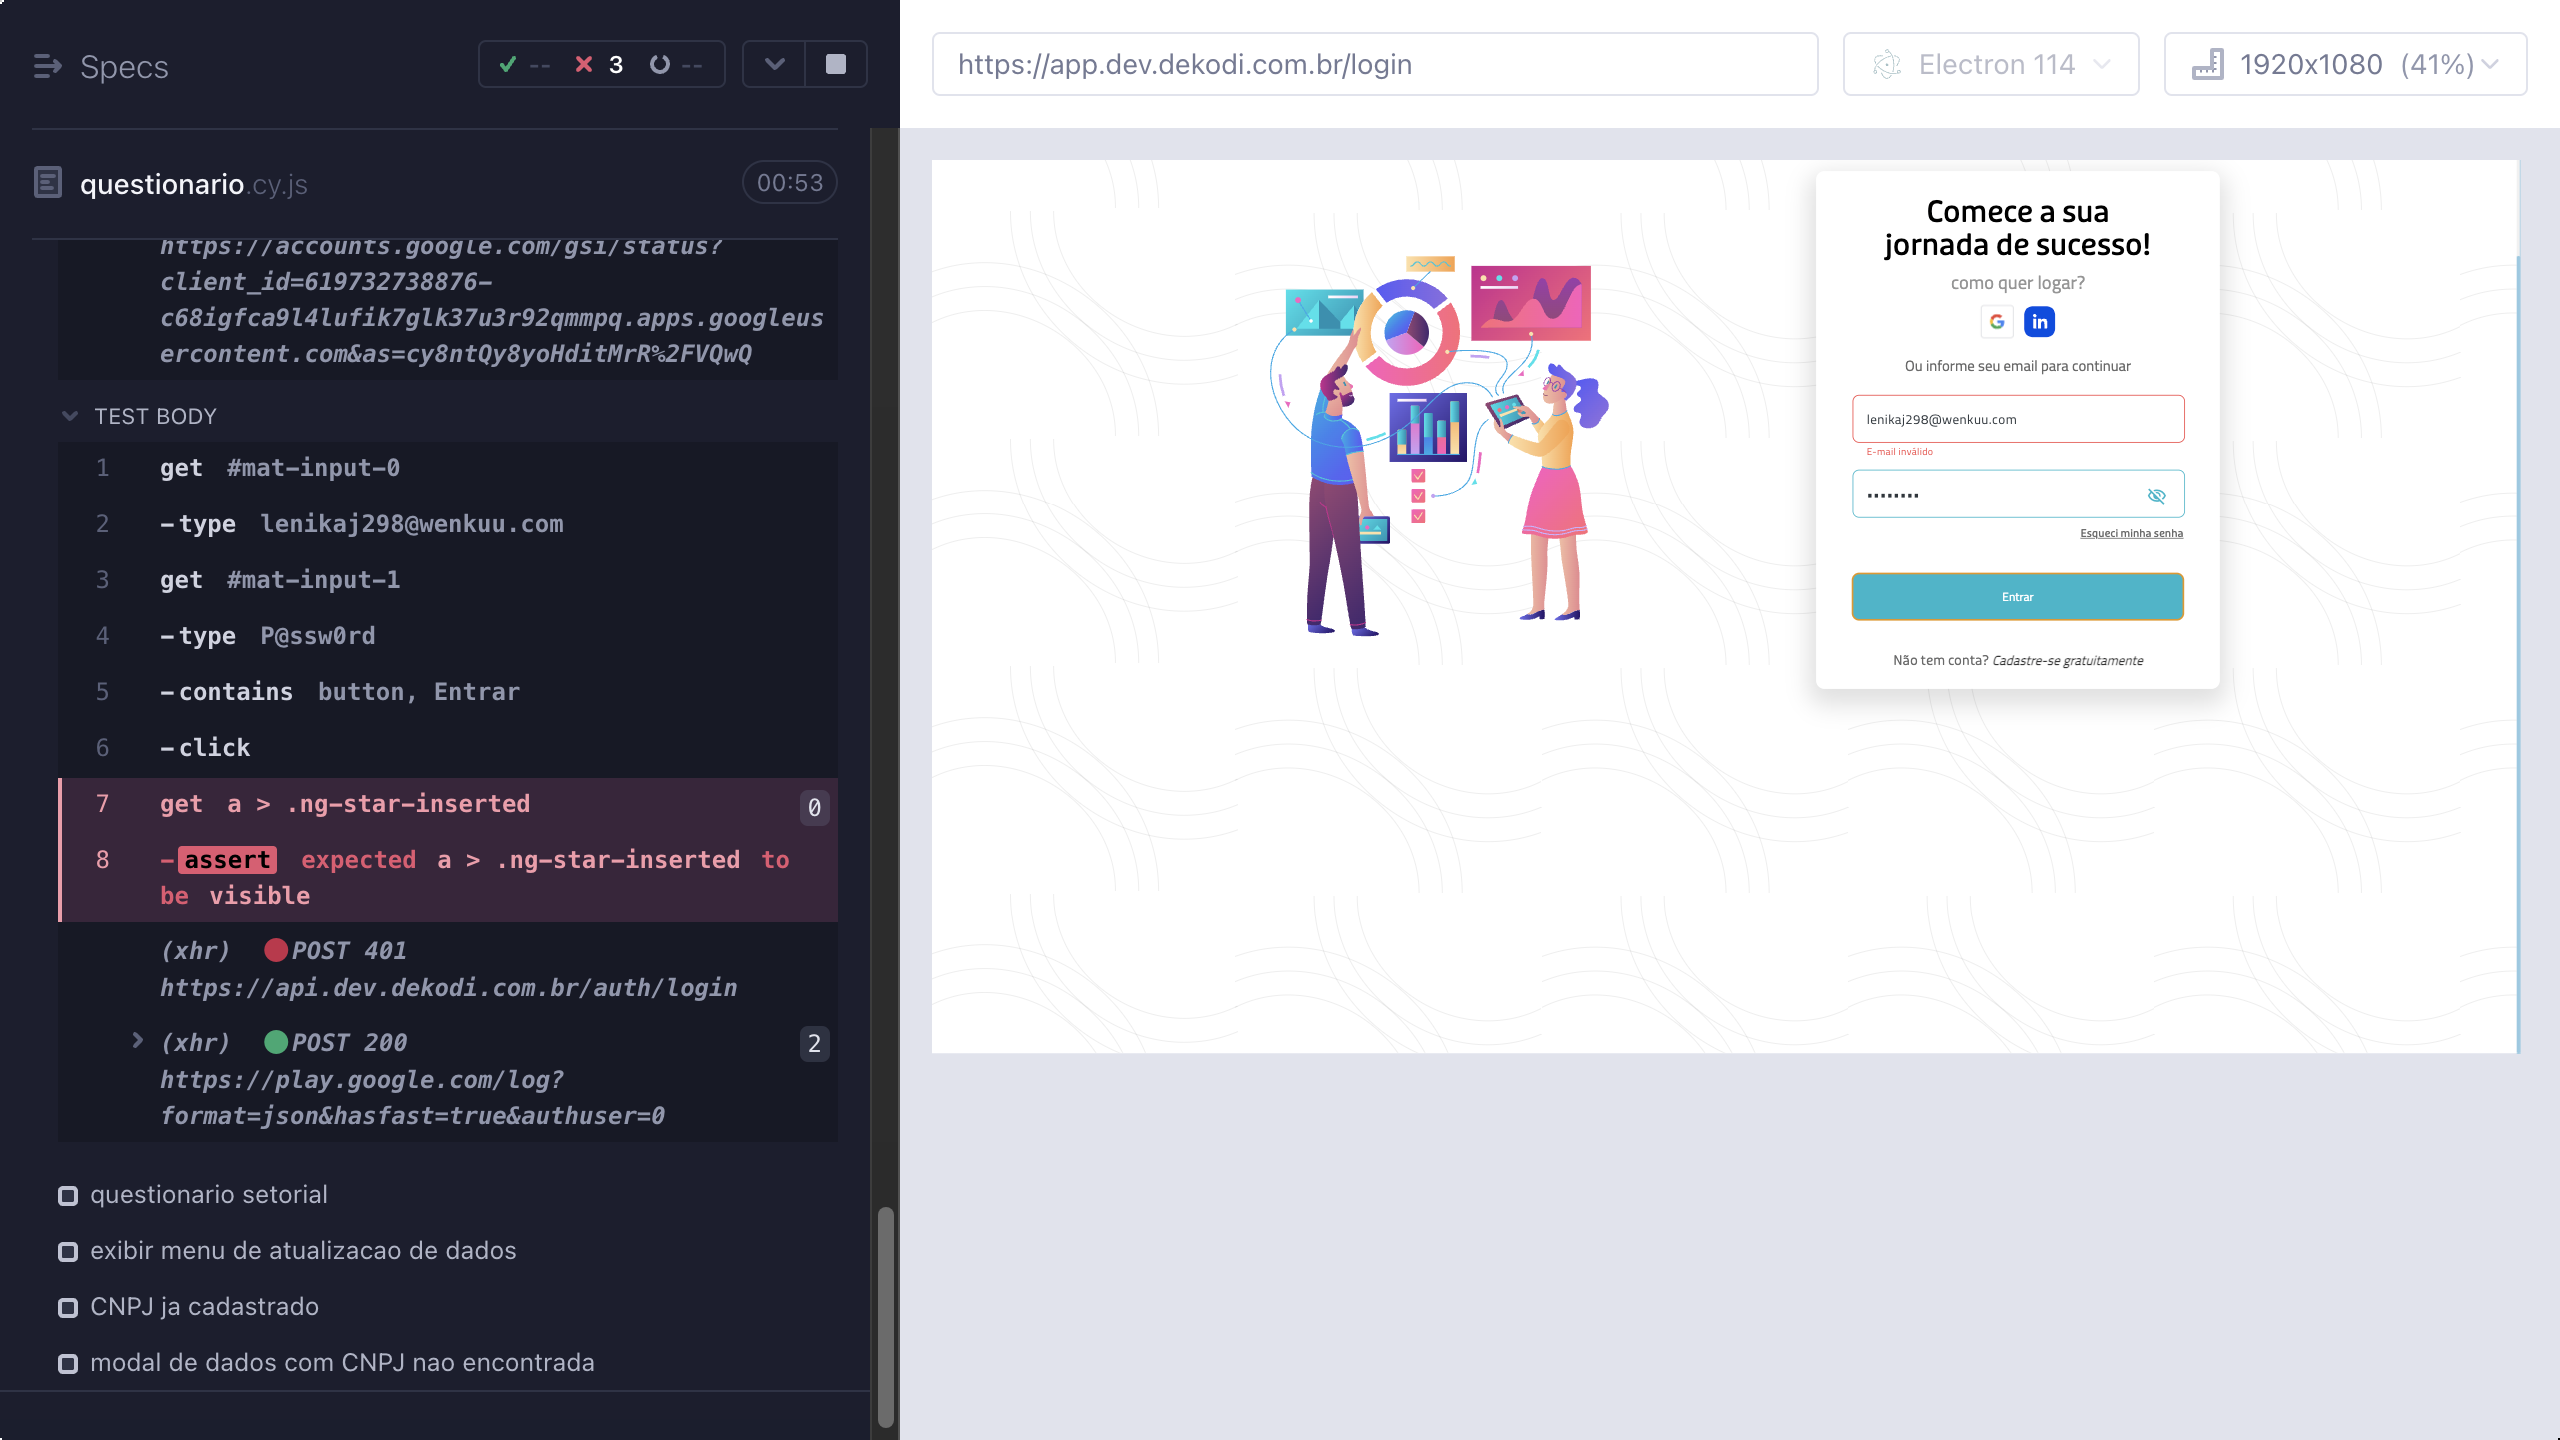 Specs
--
3
--
questionario.cy.js
00:53
https://accounts.google.com/gsi/status?
client_id=619732738876-
c68igfca9l4lufik7glk37u3r92qmmpq.apps.googleus
ercontent.com&as=cy8ntQy8yoHditMrR%2FVQwQ
TEST BODY
1 get #mat-input-0
2 -type lenikaj298@wenkuu.com
3 get #mat-input-1
4 -type P@ssw0rd
5 -contains button, Entrar
6 -click
7 get a > .ng-star-inserted 0
8 -assert expected a > .ng-star-inserted to
be visible
(xhr) POST 401
https://api.dev.dekodi.com.br/auth/login
(xhr) POST 200 2
https://play.google.com/log?
format=json&hasfast=true&authuser=0
questionario setorial
exibir menu de atualizacao de dados
CNPJ ja cadastrado
modal de dados com CNPJ nao encontrada
https://app.dev.dekodi.com.br/login
Electron 114
1920x1080 (41%)
Comece a sua
jornada de sucesso!
como quer logar?
G in
Ou informe seu email para continuar
lenikaj298@wenkuu.com
E-mail inválido
••••••••
Esqueci minha senha
Entrar
Não tem conta? Cadastre-se gratuitamente